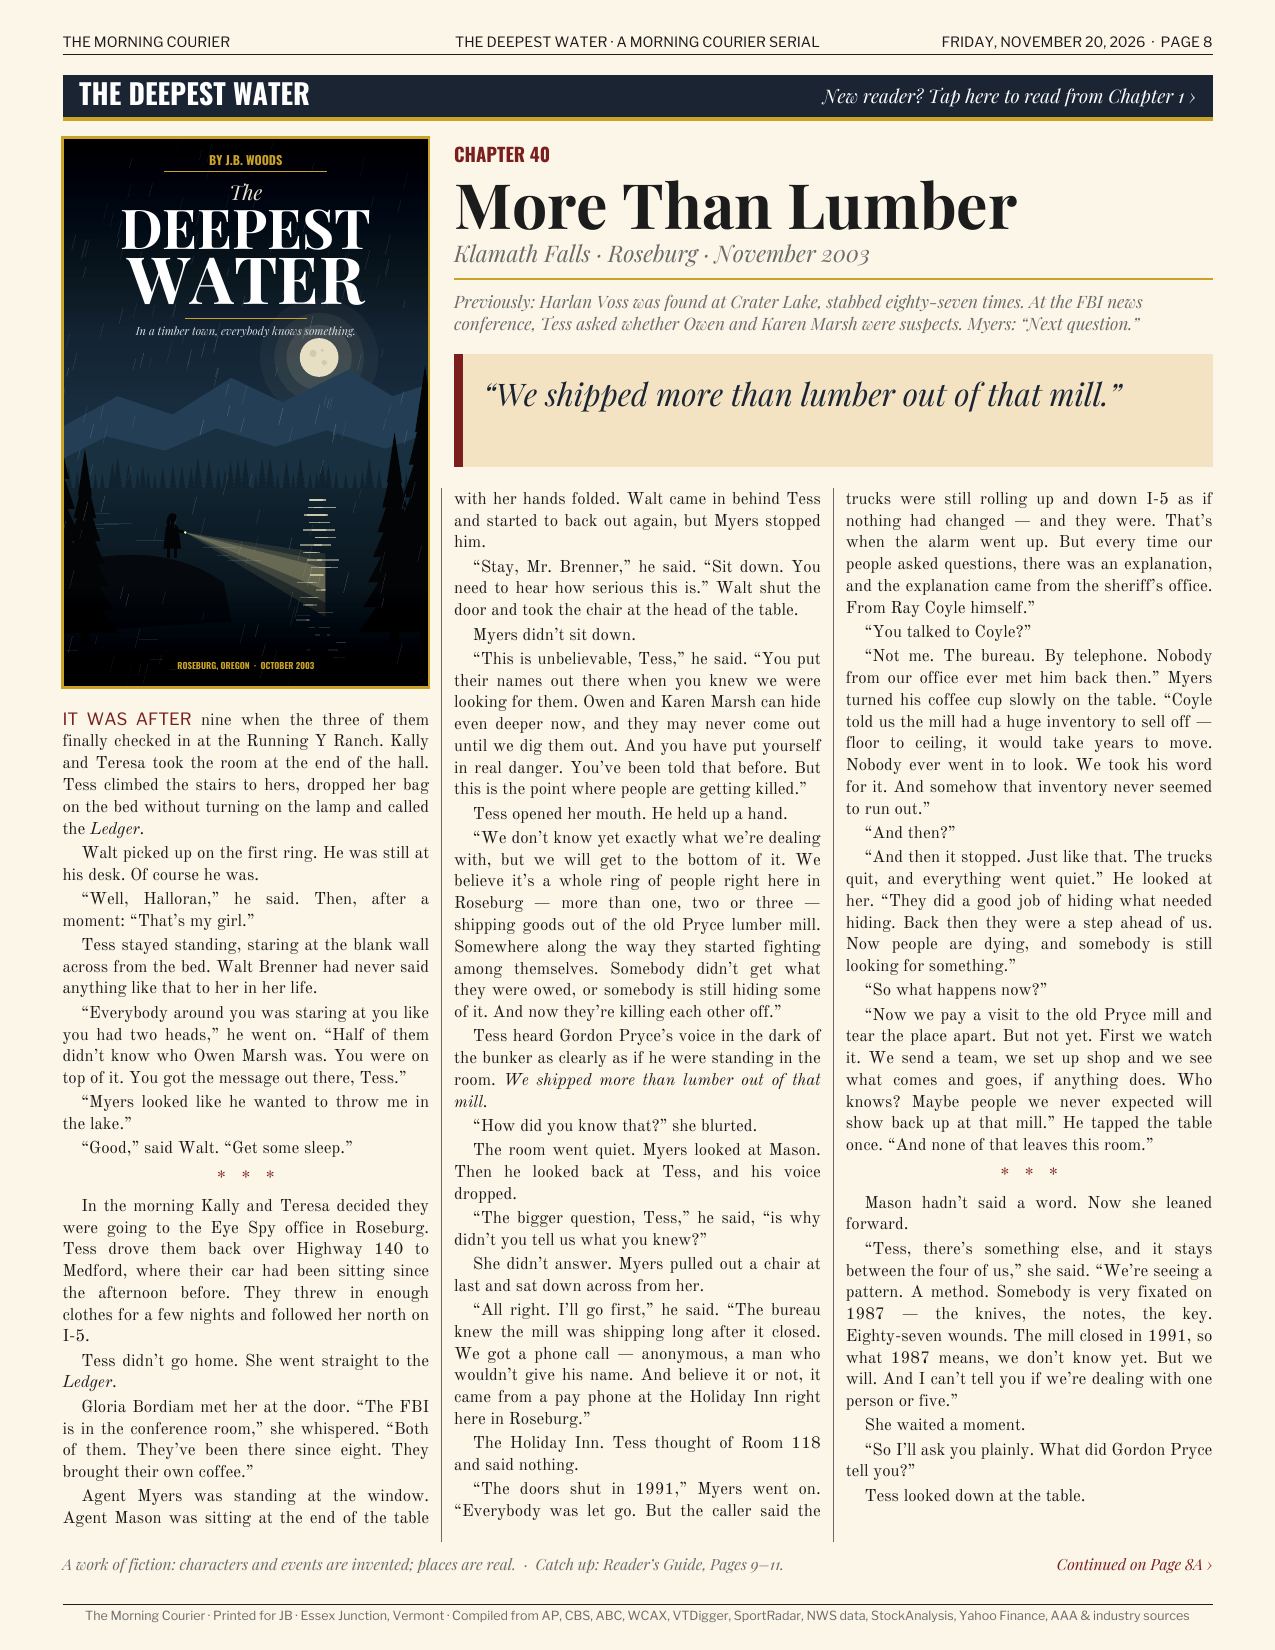 THE MORNING COURIER
THE DEEPEST WATER · A MORNING COURIER SERIAL
FRIDAY, NOVEMBER 20, 2026 · PAGE 8
THE DEEPEST WATER
New reader? Tap here to read from Chapter 1 ›
BY J.B. WOODS
The
DEEPEST
WATER
In a timber town, everybody knows something.
ROSEBURG, OREGON · OCTOBER 2003
CHAPTER 40
More Than Lumber
Klamath Falls · Roseburg · November 2003
Previously: Harlan Voss was found at Crater Lake, stabbed eighty-seven times. At the FBI news
conference, Tess asked whether Owen and Karen Marsh were suspects. Myers: “Next question.”
“We shipped more than lumber out of that mill.”
IT WAS AFTER nine when the three of them
finally checked in at the Running Y Ranch. Kally
and Teresa took the room at the end of the hall.
Tess climbed the stairs to hers, dropped her bag
on the bed without turning on the lamp and called
the Ledger.
Walt picked up on the first ring. He was still at
his desk. Of course he was.
“Well, Halloran,” he said. Then, after a
moment: “That’s my girl.”
Tess stayed standing, staring at the blank wall
across from the bed. Walt Brenner had never said
anything like that to her in her life.
“Everybody around you was staring at you like
you had two heads,” he went on. “Half of them
didn’t know who Owen Marsh was. You were on
top of it. You got the message out there, Tess.”
“Myers looked like he wanted to throw me in
the lake.”
“Good,” said Walt. “Get some sleep.”
* * *
In the morning Kally and Teresa decided they
were going to the Eye Spy office in Roseburg.
Tess drove them back over Highway 140 to
Medford, where their car had been sitting since
the afternoon before. They threw in enough
clothes for a few nights and followed her north on
I-5.
Tess didn’t go home. She went straight to the
Ledger.
Gloria Bordiam met her at the door. “The FBI
is in the conference room,” she whispered. “Both
of them. They’ve been there since eight. They
brought their own coffee.”
Agent Myers was standing at the window.
Agent Mason was sitting at the end of the table
with her hands folded. Walt came in behind Tess
and started to back out again, but Myers stopped
him.
“Stay, Mr. Brenner,” he said. “Sit down. You
need to hear how serious this is.” Walt shut the
door and took the chair at the head of the table.
Myers didn’t sit down.
“This is unbelievable, Tess,” he said. “You put
their names out there when you knew we were
looking for them. Owen and Karen Marsh can hide
even deeper now, and they may never come out
until we dig them out. And you have put yourself
in real danger. You’ve been told that before. But
this is the point where people are getting killed.”
Tess opened her mouth. He held up a hand.
“We don’t know yet exactly what we’re dealing
with, but we will get to the bottom of it. We
believe it’s a whole ring of people right here in
Roseburg — more than one, two or three —
shipping goods out of the old Pryce lumber mill.
Somewhere along the way they started fighting
among themselves. Somebody didn’t get what
they were owed, or somebody is still hiding some
of it. And now they’re killing each other off.”
Tess heard Gordon Pryce’s voice in the dark of
the bunker as clearly as if he were standing in the
room. We shipped more than lumber out of that
mill.
“How did you know that?” she blurted.
The room went quiet. Myers looked at Mason.
Then he looked back at Tess, and his voice
dropped.
“The bigger question, Tess,” he said, “is why
didn’t you tell us what you knew?”
She didn’t answer. Myers pulled out a chair at
last and sat down across from her.
“All right. I’ll go first,” he said. “The bureau
knew the mill was shipping long after it closed.
We got a phone call — anonymous, a man who
wouldn’t give his name. And believe it or not, it
came from a pay phone at the Holiday Inn right
here in Roseburg.”
The Holiday Inn. Tess thought of Room 118
and said nothing.
“The doors shut in 1991,” Myers went on.
“Everybody was let go. But the caller said the
trucks were still rolling up and down I-5 as if
nothing had changed — and they were. That’s
when the alarm went up. But every time our
people asked questions, there was an explanation,
and the explanation came from the sheriff’s office.
From Ray Coyle himself.”
“You talked to Coyle?”
“Not me. The bureau. By telephone. Nobody
from our office ever met him back then.” Myers
turned his coffee cup slowly on the table. “Coyle
told us the mill had a huge inventory to sell off —
floor to ceiling, it would take years to move.
Nobody ever went in to look. We took his word
for it. And somehow that inventory never seemed
to run out.”
“And then?”
“And then it stopped. Just like that. The trucks
quit, and everything went quiet.” He looked at
her. “They did a good job of hiding what needed
hiding. Back then they were a step ahead of us.
Now people are dying, and somebody is still
looking for something.”
“So what happens now?”
“Now we pay a visit to the old Pryce mill and
tear the place apart. But not yet. First we watch
it. We send a team, we set up shop and we see
what comes and goes, if anything does. Who
knows? Maybe people we never expected will
show back up at that mill.” He tapped the table
once. “And none of that leaves this room.”
* * *
Mason hadn’t said a word. Now she leaned
forward.
“Tess, there’s something else, and it stays
between the four of us,” she said. “We’re seeing a
pattern. A method. Somebody is very fixated on
1987 — the knives, the notes, the key.
Eighty-seven wounds. The mill closed in 1991, so
what 1987 means, we don’t know yet. But we
will. And I can’t tell you if we’re dealing with one
person or five.”
She waited a moment.
“So I’ll ask you plainly. What did Gordon Pryce
tell you?”
Tess looked down at the table.
A work of fiction: characters and events are invented; places are real. · Catch up: Reader’s Guide, Pages 9–11.
Continued on Page 8A ›
The Morning Courier · Printed for JB · Essex Junction, Vermont · Compiled from AP, CBS, ABC, WCAX, VTDigger, SportRadar, NWS data, StockAnalysis, Yahoo Finance, AAA & industry sources